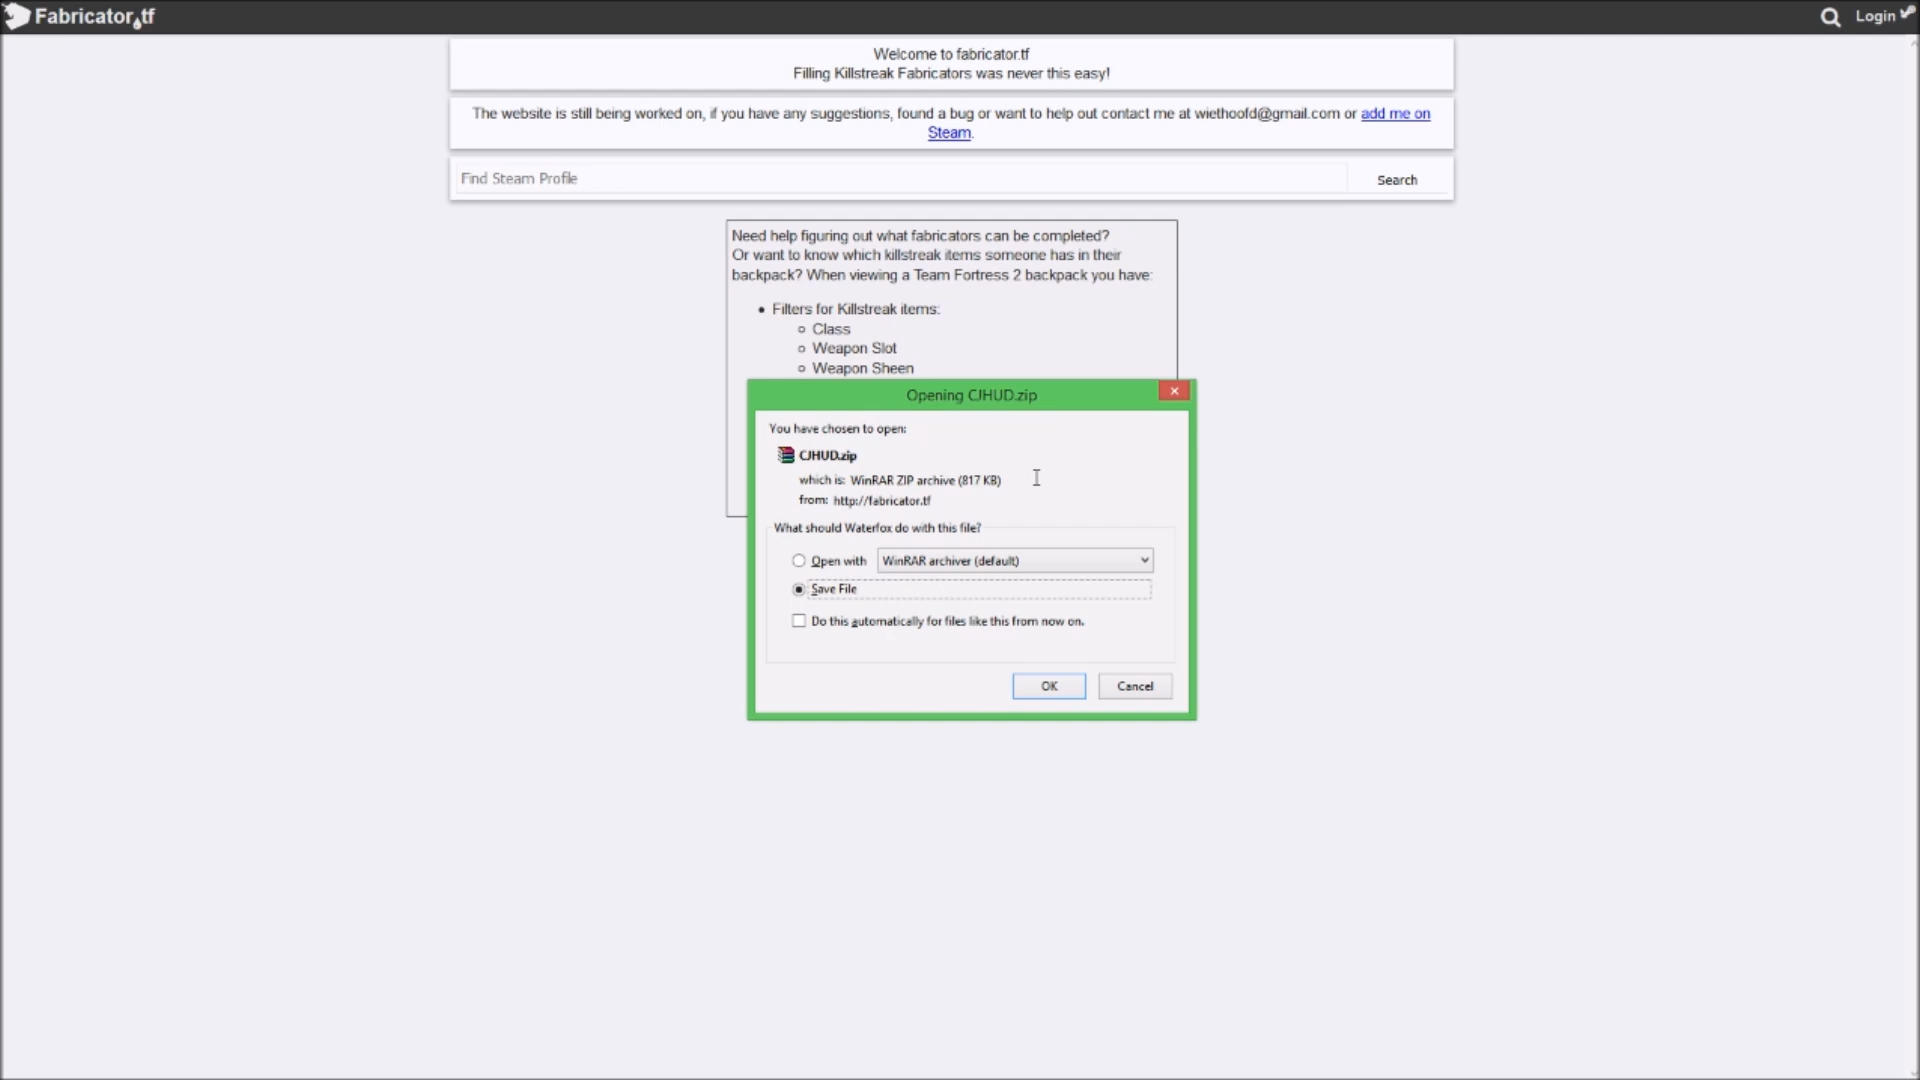 Fabricator.tf
Login
Welcome to fabricator.tf
Filling Killstreak Fabricators was never this easy!
The website is still being worked on, if you have any suggestions, found a bug or want to help out contact me at wiethoofd@gmail.com or add me on
Steam.
Find Steam Profile
Search
Need help figuring out what fabricators can be completed?
Or want to know which killstreak items someone has in their
backpack? When viewing a Team Fortress 2 backpack you have:
Filters for Killstreak items:
Class
Weapon Slot
Weapon Sheen
Opening CJHUD.zip
You have chosen to open:
CJHUD.zip
which is: WinRAR ZIP archive (817 KB)
from: http://fabricator.tf
What should Waterfox do with this file?
Open with WinRAR archiver (default)
Save File
Do this automatically for files like this from now on.
OK Cancel